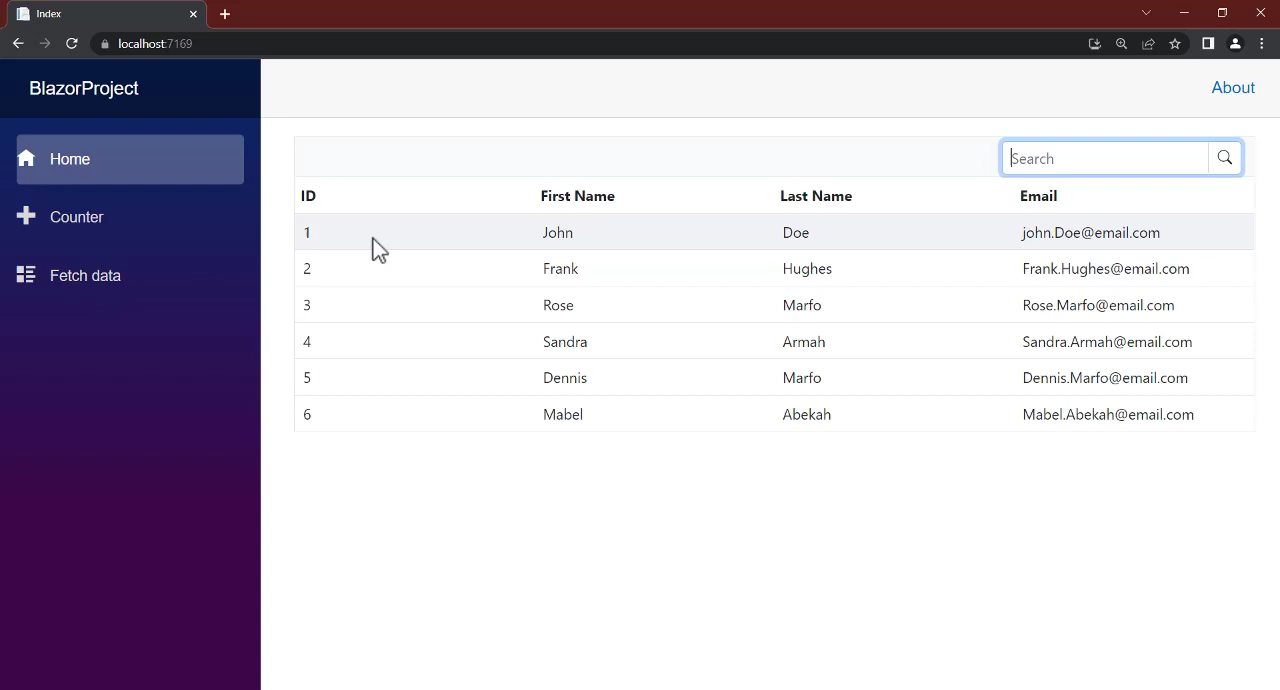 Index
localhost:7169
BlazorProject
About
Home
Counter
Fetch data
Search
ID First Name Last Name Email
1 John Doe john.Doe@email.com
2 Frank Hughes Frank.Hughes@email.com
3 Rose Marfo Rose.Marfo@email.com
4 Sandra Armah Sandra.Armah@email.com
5 Dennis Marfo Dennis.Marfo@email.com
6 Mabel Abekah Mabel.Abekah@email.com